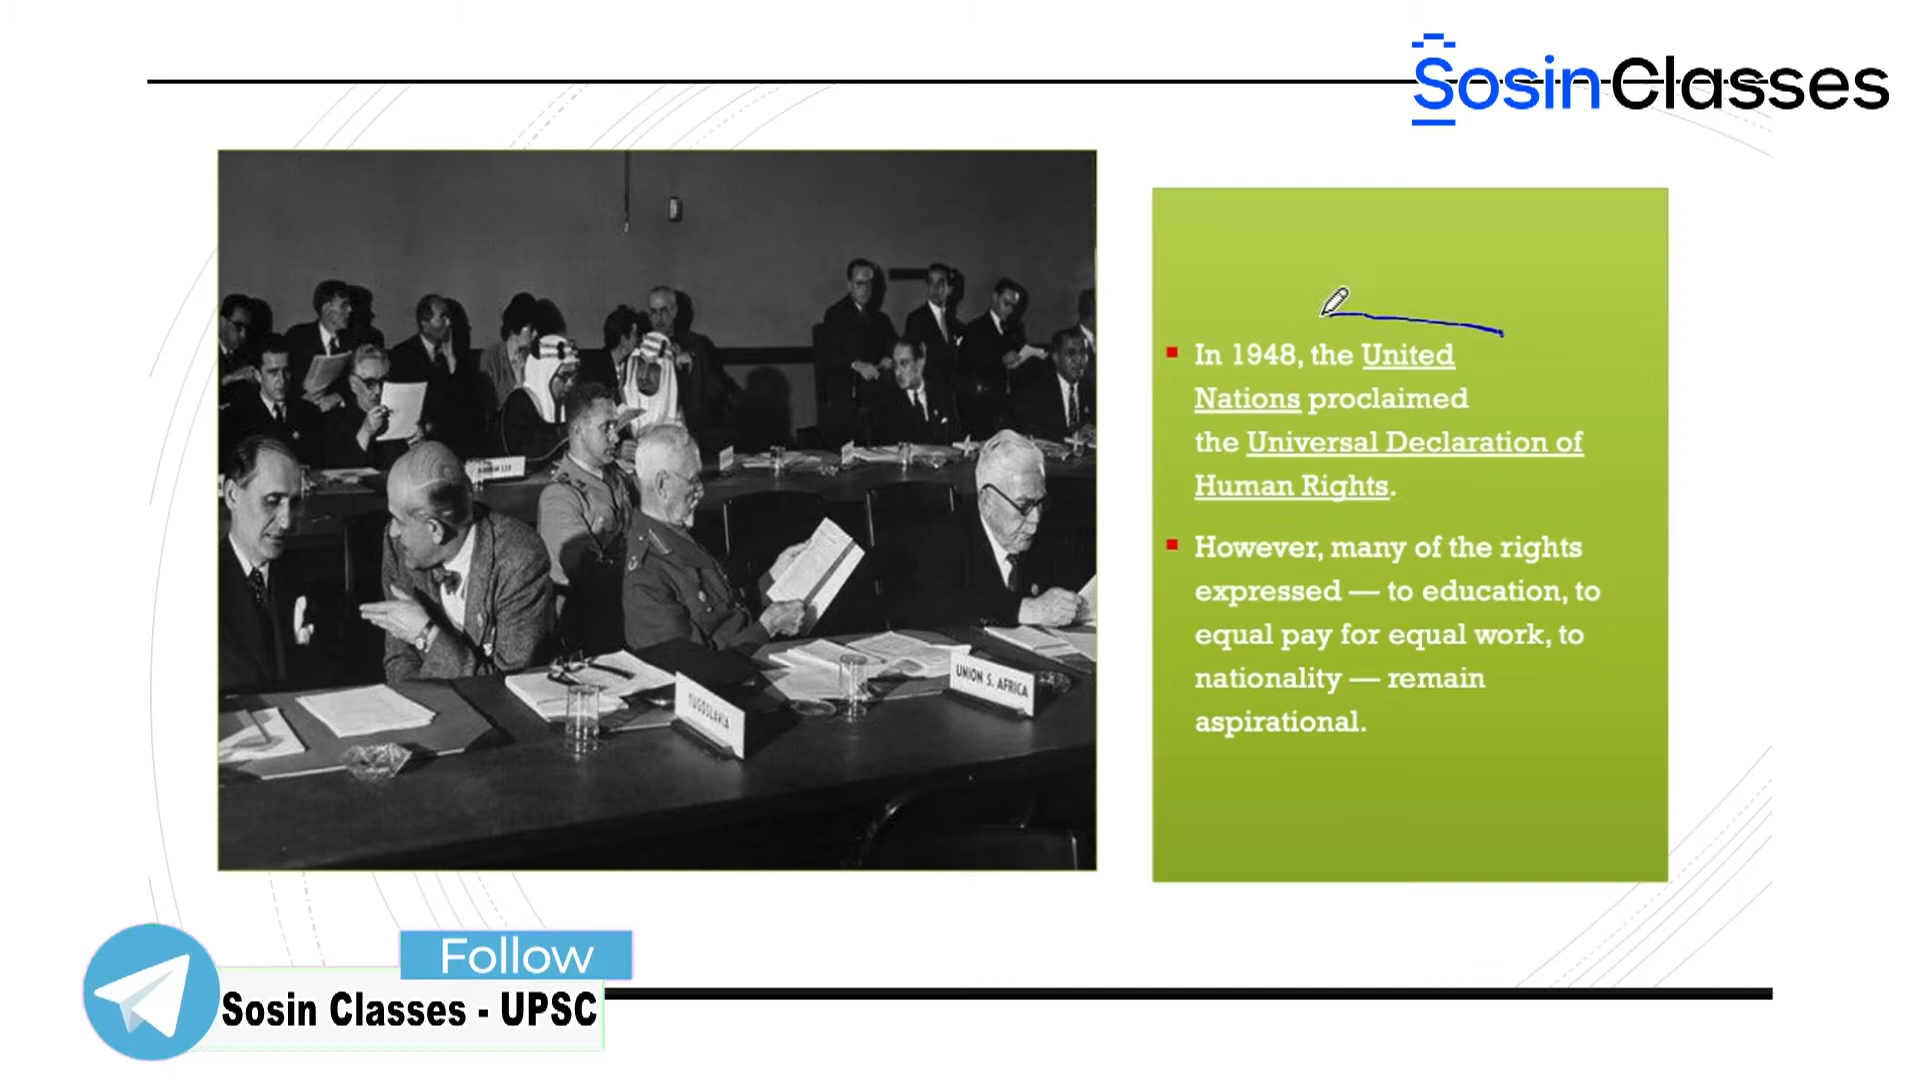 SosinClasses
In 1948, the United
Nations proclaimed
the Universal Declaration of
Human Rights.
However, many of the rights
expressed — to education, to
equal pay for equal work, to
nationality — remain
aspirational.
YUGOSLAVIA
UNION S. AFRICA
Follow
Sosin Classes - UPSC